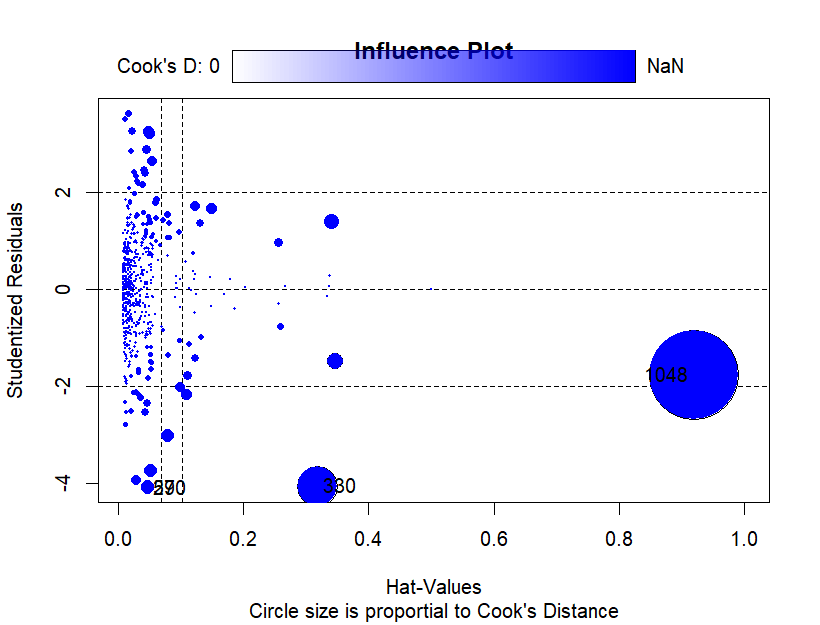 Influence Plot
Cook's D: 0
NaN
Studentized Residuals
2
0
-2
-4
1048
330
0.0 0.2 0.4 0.6 0.8 1.0
Hat-Values
Circle size is proportial to Cook's Distance